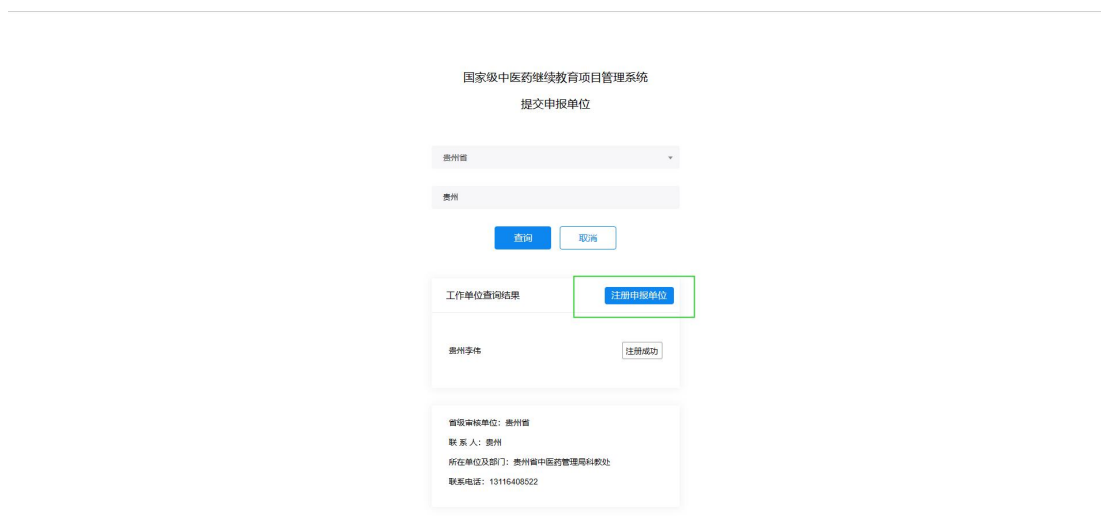 国家级中医药继续教育项目管理系统
提交申报单位
贵州省
贵州
查询 取消
工作单位查询结果 注册申报单位
贵州李伟 注册成功
省级审核单位：贵州省
联 系 人：贵州
所在单位及部门：贵州省中医药管理局科教处
联系电话：13116408522